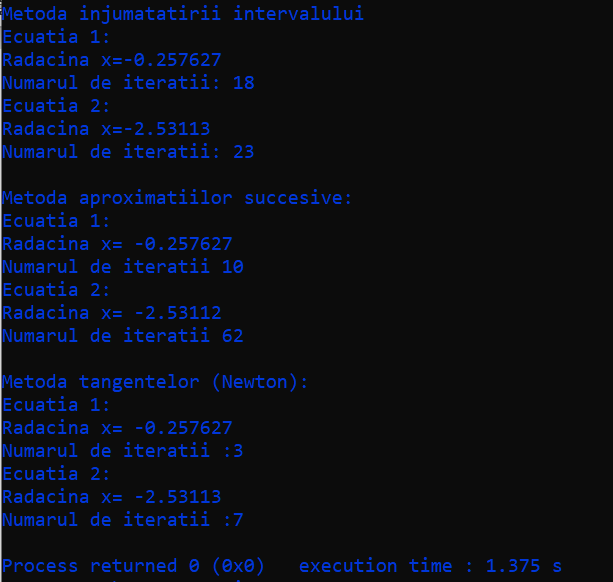 Metoda injumatatirii intervalului
Ecuatia 1:
Radacina x=-0.257627
Numarul de iteratii: 18
Ecuatia 2:
Radacina x=-2.53113
Numarul de iteratii: 23
Metoda aproximatiilor succesive:
Ecuatia 1:
Radacina x= -0.257627
Numarul de iteratii 10
Ecuatia 2:
Radacina x= -2.53112
Numarul de iteratii 62
Metoda tangentelor (Newton):
Ecuatia 1:
Radacina x= -0.257627
Numarul de iteratii :3
Ecuatia 2:
Radacina x= -2.53113
Numarul de iteratii :7
Process returned 0 (0x0)   execution time : 1.375 s